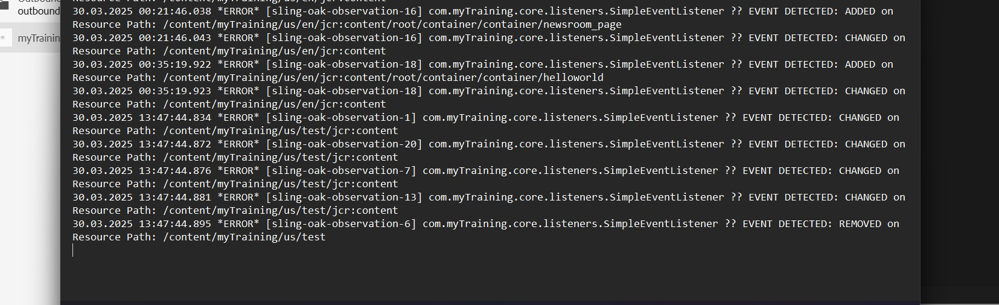 outbound
myTrainin
30.03.2025 00:21:46.038 *ERROR* [sling-oak-observation-16] com.myTraining.core.listeners.SimpleEventListener ?? EVENT DETECTED: ADDED on
Resource Path: /content/myTraining/us/en/jcr:content/root/container/container/newsroom_page
30.03.2025 00:21:46.043 *ERROR* [sling-oak-observation-16] com.myTraining.core.listeners.SimpleEventListener ?? EVENT DETECTED: CHANGED on
Resource Path: /content/myTraining/us/en/jcr:content
30.03.2025 00:35:19.922 *ERROR* [sling-oak-observation-18] com.myTraining.core.listeners.SimpleEventListener ?? EVENT DETECTED: ADDED on
Resource Path: /content/myTraining/us/en/jcr:content/root/container/container/helloworld
30.03.2025 00:35:19.923 *ERROR* [sling-oak-observation-18] com.myTraining.core.listeners.SimpleEventListener ?? EVENT DETECTED: CHANGED on
Resource Path: /content/myTraining/us/en/jcr:content
30.03.2025 13:47:44.834 *ERROR* [sling-oak-observation-1] com.myTraining.core.listeners.SimpleEventListener ?? EVENT DETECTED: CHANGED on
Resource Path: /content/myTraining/us/test/jcr:content
30.03.2025 13:47:44.872 *ERROR* [sling-oak-observation-20] com.myTraining.core.listeners.SimpleEventListener ?? EVENT DETECTED: CHANGED on
Resource Path: /content/myTraining/us/test/jcr:content
30.03.2025 13:47:44.876 *ERROR* [sling-oak-observation-7] com.myTraining.core.listeners.SimpleEventListener ?? EVENT DETECTED: CHANGED on
Resource Path: /content/myTraining/us/test/jcr:content
30.03.2025 13:47:44.881 *ERROR* [sling-oak-observation-13] com.myTraining.core.listeners.SimpleEventListener ?? EVENT DETECTED: CHANGED on
Resource Path: /content/myTraining/us/test/jcr:content
30.03.2025 13:47:44.895 *ERROR* [sling-oak-observation-6] com.myTraining.core.listeners.SimpleEventListener ?? EVENT DETECTED: REMOVED on
Resource Path: /content/myTraining/us/test